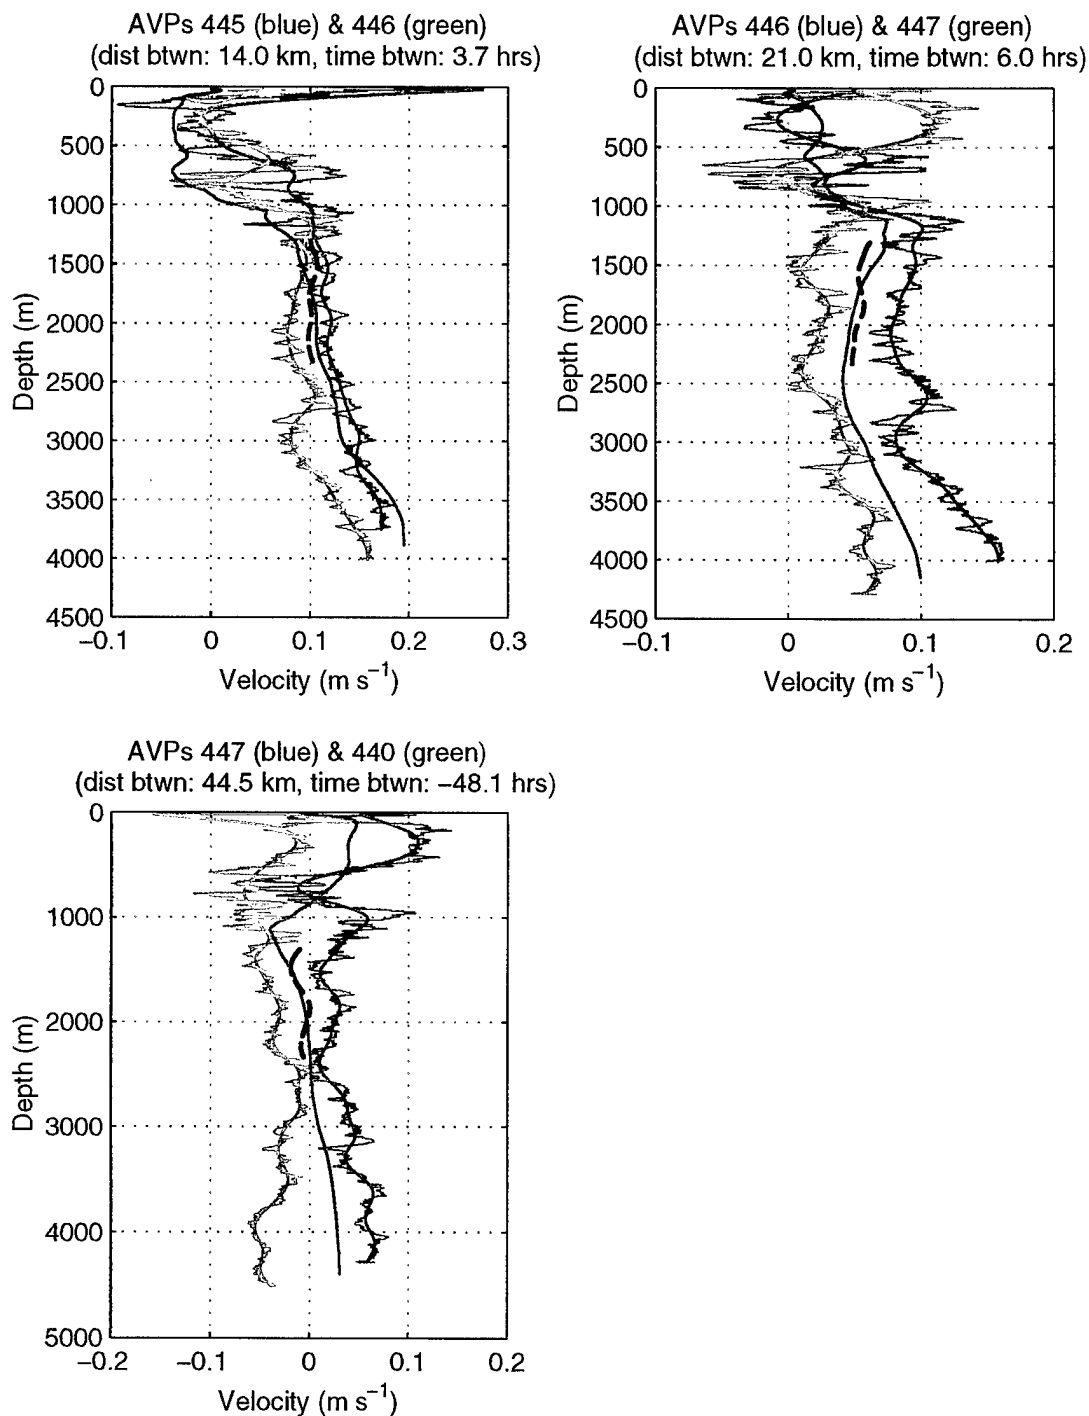 AVPs 445 (blue) & 446 (green)
(dist btwn: 14.0 km, time btwn: 3.7 hrs)
0
500
1000
1500
2000
2500
3000
3500
4000
4500
Depth (m)
−0.1 0 0.1 0.2 0.3
Velocity (m s−1)
AVPs 446 (blue) & 447 (green)
(dist btwn: 21.0 km, time btwn: 6.0 hrs)
0
500
1000
1500
2000
2500
3000
3500
4000
4500
Depth (m)
−0.1 0 0.1 0.2
Velocity (m s−1)
AVPs 447 (blue) & 440 (green)
(dist btwn: 44.5 km, time btwn: −48.1 hrs)
0
1000
2000
3000
4000
5000
Depth (m)
−0.2 −0.1 0 0.1 0.2
Velocity (m s−1)